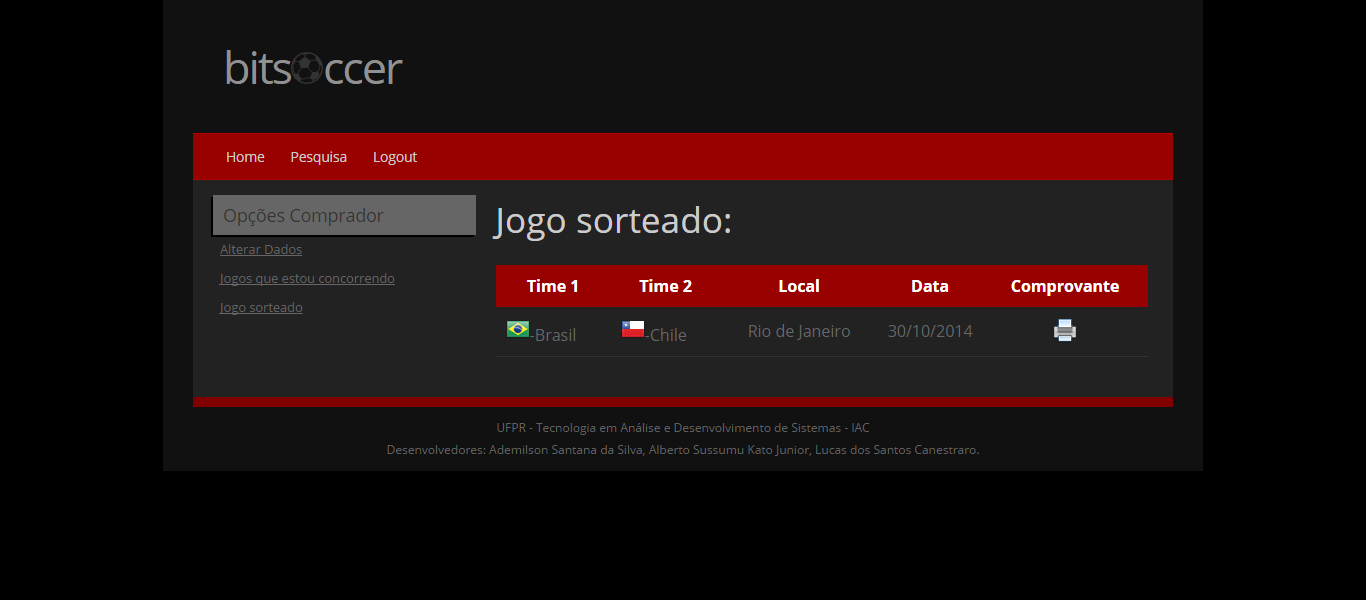 bitsoccer
Home Pesquisa Logout
Opções Comprador
Alterar Dados
Jogos que estou concorrendo
Jogo sorteado
Jogo sorteado:
Time 1 Time 2 Local Data Comprovante
-Brasil -Chile Rio de Janeiro 30/10/2014
UFPR - Tecnologia em Análise e Desenvolvimento de Sistemas - IAC
Desenvolvedores: Ademilson Santana da Silva, Alberto Sussumu Kato Junior, Lucas dos Santos Canestraro.